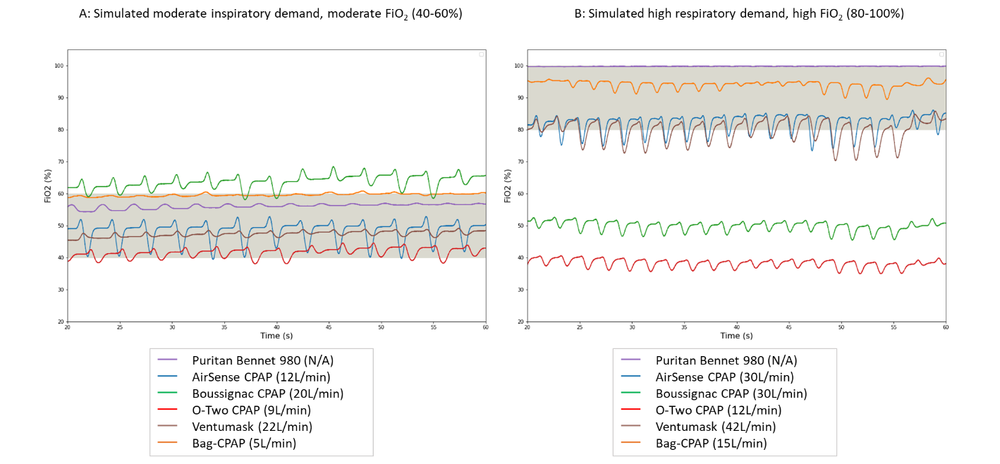 A: Simulated moderate inspiratory demand, moderate FiO2 (40-60%)
B: Simulated high respiratory demand, high FiO2 (80-100%)
100
90
80
70
60
50
40
30
20
FiO2 (%)
20 25 30 35 40 45 50 55 60
Time (s)
100
90
80
70
60
50
40
30
20
FiO2 (%)
20 25 30 35 40 45 50 55 60
Time (s)
Puritan Bennet 980 (N/A)
AirSense CPAP (12L/min)
Boussignac CPAP (20L/min)
O-Two CPAP (9L/min)
Ventumask (22L/min)
Bag-CPAP (5L/min)
Puritan Bennet 980 (N/A)
AirSense CPAP (30L/min)
Boussignac CPAP (30L/min)
O-Two CPAP (12L/min)
Ventumask (42L/min)
Bag-CPAP (15L/min)